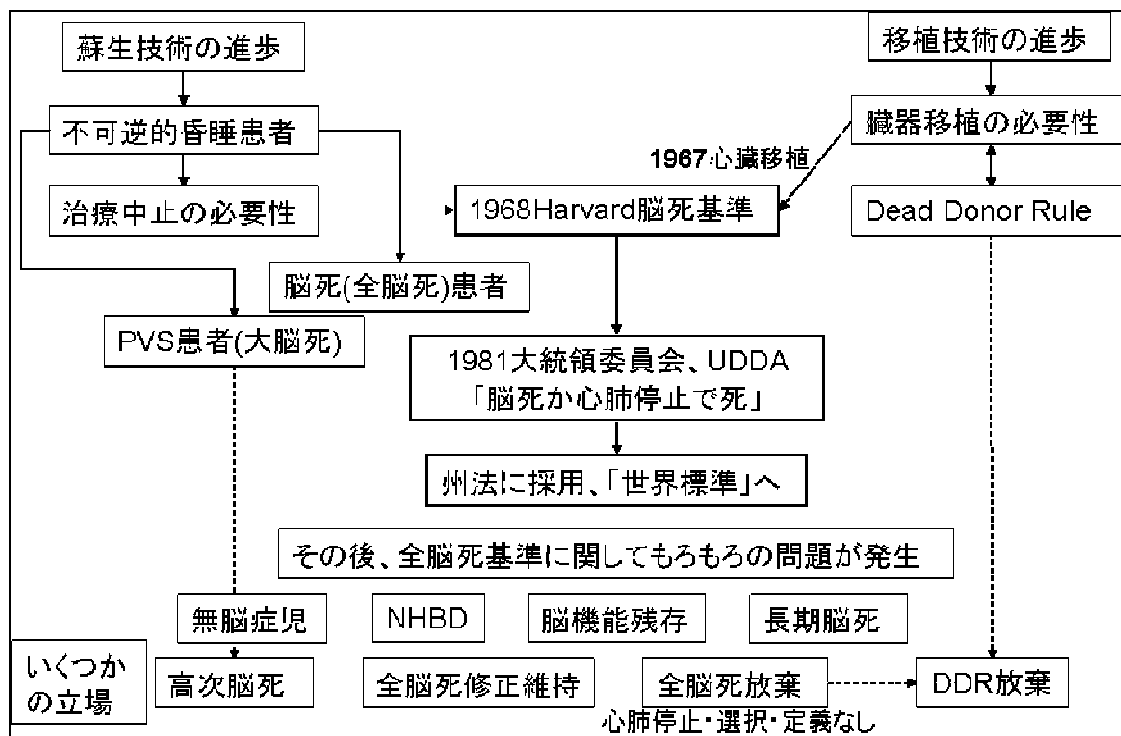 蘇生技術の進歩
移植技術の進歩
不可逆的昏睡患者
臓器移植の必要性
1967心臓移植
治療中止の必要性
1968Harvard脳死基準
Dead Donor Rule
脳死(全脳死)患者
PVS患者(大脳死)
1981大統領委員会、UDDA
「脳死か心肺停止で死」
州法に採用、「世界標準」へ
その後、全脳死基準に関してもろもろの問題が発生
無脳症児
NHBD
脳機能残存
長期脳死
いくつか
の立場
高次脳死
全脳死修正維持
全脳死放棄
DDR放棄
心肺停止・選択・定義なし